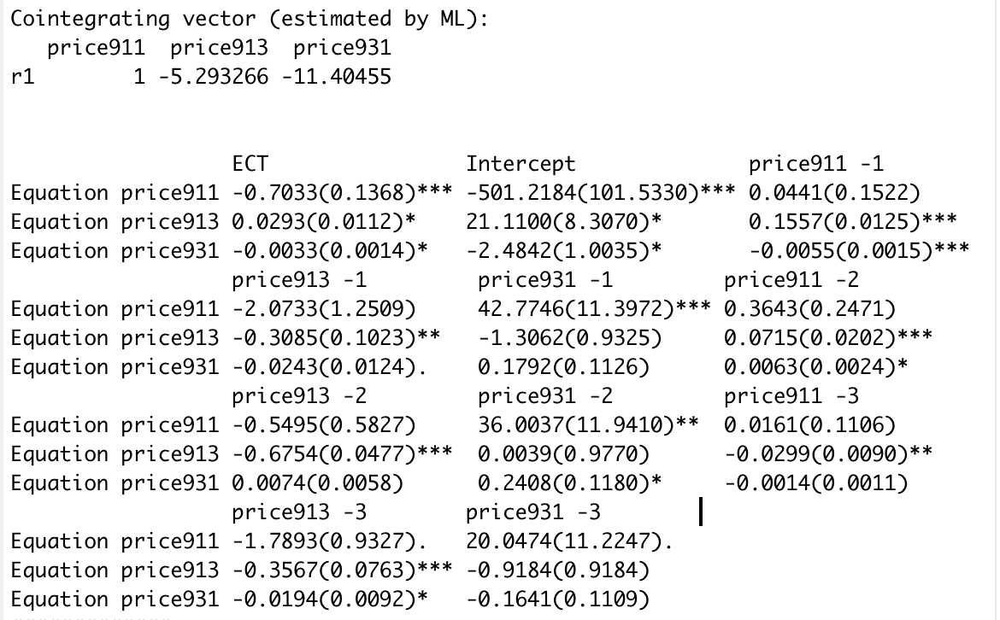 Cointegrating vector (estimated by ML):
   price911  price913  price931
r1        1 -5.293266 -11.40455
                  ECT                Intercept              price911 -1
Equation price911 -0.7033(0.1368)*** -501.2184(101.5330)*** 0.0441(0.1522)
Equation price913 0.0293(0.0112)*    21.1100(8.3070)*       0.1557(0.0125)***
Equation price931 -0.0033(0.0014)*   -2.4842(1.0035)*       -0.0055(0.0015)***
                  price913 -1         price931 -1         price911 -2
Equation price911 -2.0733(1.2509)     42.7746(11.3972)*** 0.3643(0.2471)
Equation price913 -0.3085(0.1023)**   -1.3062(0.9325)     0.0715(0.0202)***
Equation price931 -0.0243(0.0124).    0.1792(0.1126)      0.0063(0.0024)*
                  price913 -2         price931 -2         price911 -3
Equation price911 -0.5495(0.5827)     36.0037(11.9410)**  0.0161(0.1106)
Equation price913 -0.6754(0.0477)***  0.0039(0.9770)      -0.0299(0.0090)**
Equation price931 0.0074(0.0058)      0.2408(0.1180)*     -0.0014(0.0011)
                  price913 -3        price931 -3
Equation price911 -1.7893(0.9327).   20.0474(11.2247).
Equation price913 -0.3567(0.0763)*** -0.9184(0.9184)
Equation price931 -0.0194(0.0092)*   -0.1641(0.1109)